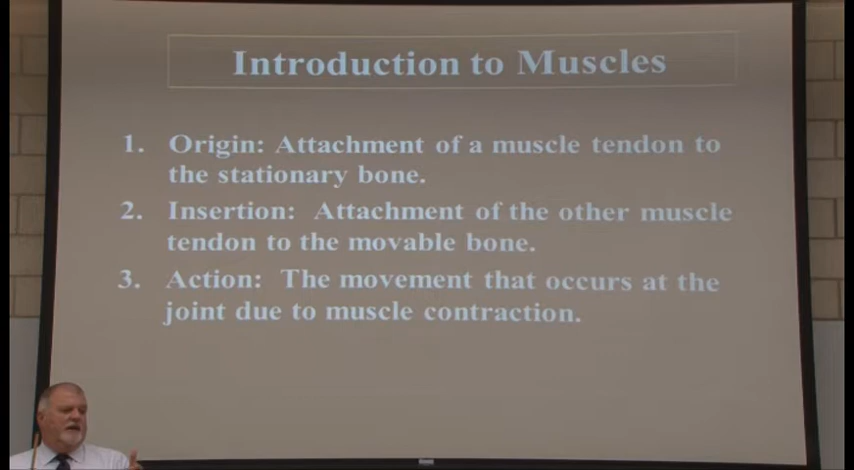 Introduction to Muscles
1. Origin: Attachment of a muscle tendon to
the stationary bone.
2. Insertion: Attachment of the other muscle
tendon to the movable bone.
3. Action: The movement that occurs at the
joint due to muscle contraction.